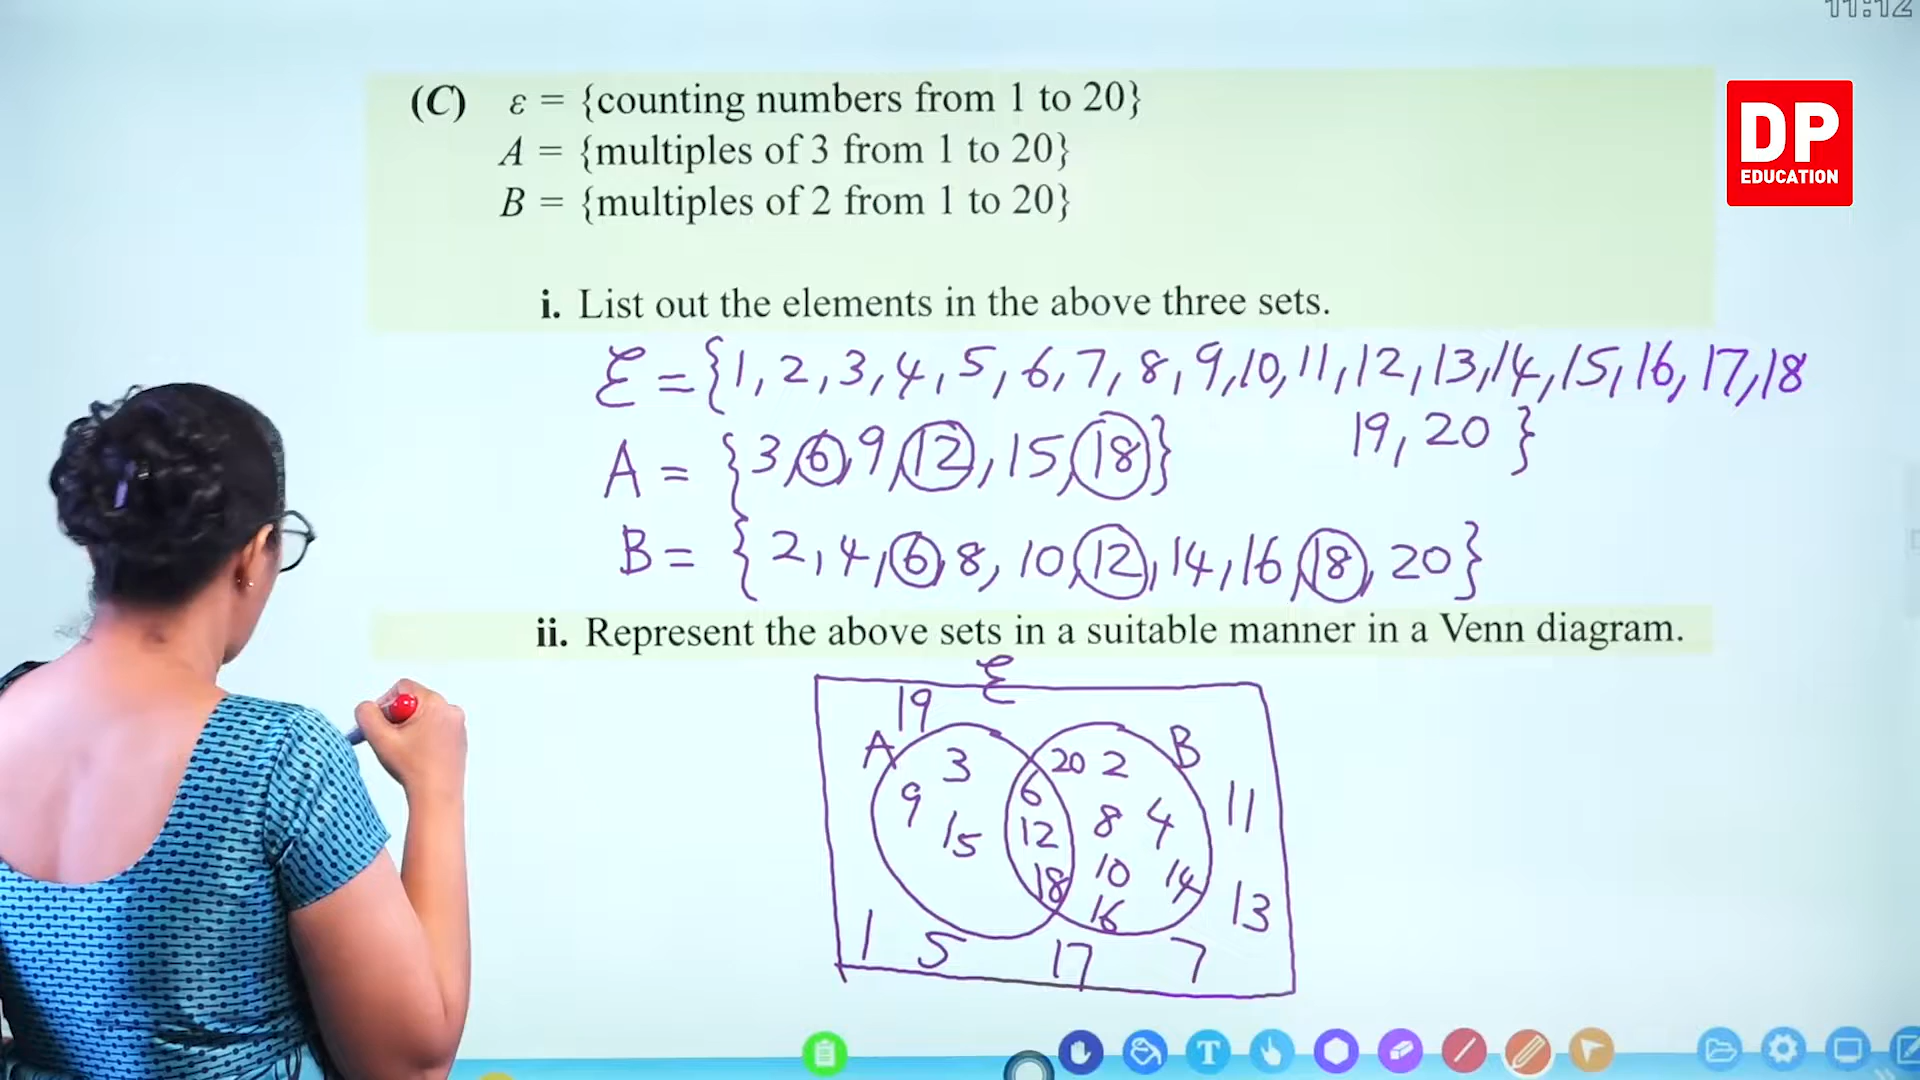 11:12
DP
EDUCATION
(C) ε = {counting numbers from 1 to 20}
A = {multiples of 3 from 1 to 20}
B = {multiples of 2 from 1 to 20}
i. List out the elements in the above three sets.
ℰ = {1, 2, 3, 4, 5, 6, 7, 8, 9, 10, 11, 12, 13, 14, 15, 16, 17, 18
19, 20 }
A = {3, 6, 9, 12, 15, 18}
B = { 2, 4, 6, 8, 10, 12, 14, 16, 18, 20 }
ii. Represent the above sets in a suitable manner in a Venn diagram.
ℰ
19
A 3 20 2 B
9 6 11
15 12 8 4
18 10 14
16 13
1 5 17 7
T